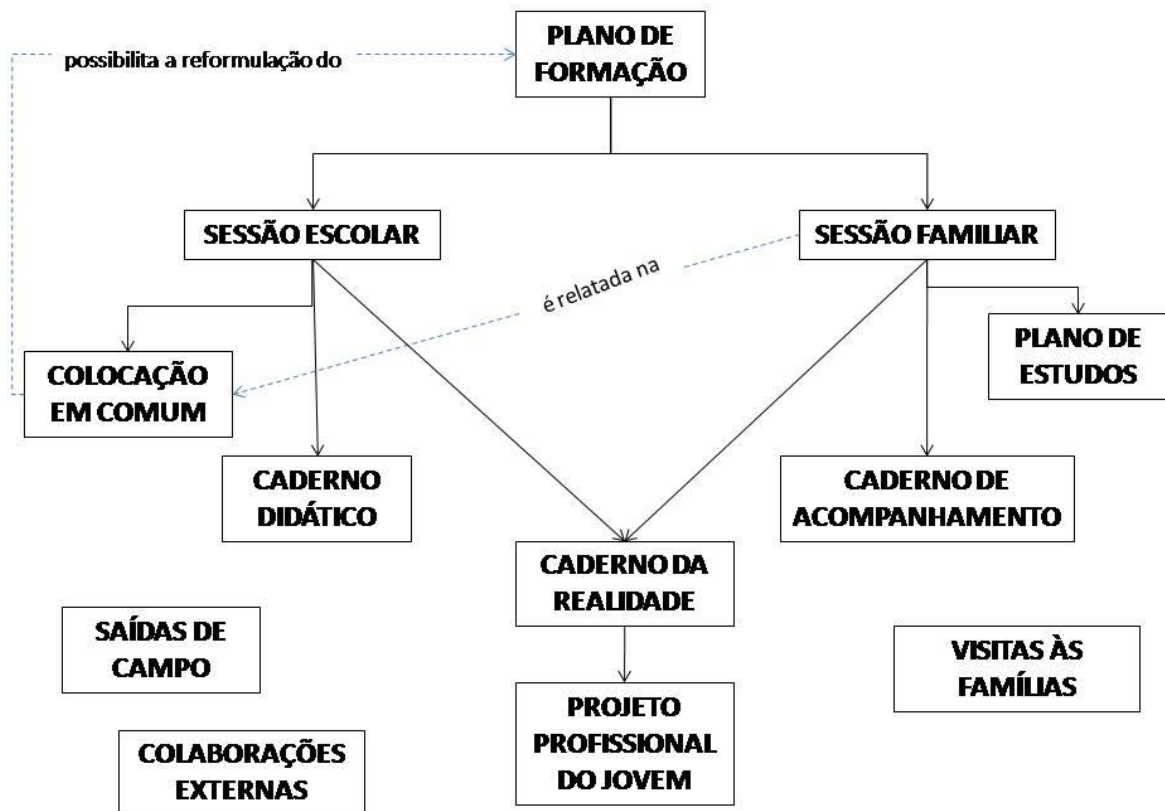 PLANO DE
FORMAÇÃO
possibilita a reformulação do
SESSÃO ESCOLAR
SESSÃO FAMILIAR
é relatada na
COLOCAÇÃO
EM COMUM
PLANO DE
ESTUDOS
CADERNO
DIDÁTICO
CADERNO DE
ACOMPANHAMENTO
CADERNO DA
REALIDADE
SAÍDAS DE
CAMPO
VISITAS ÀS
FAMÍLIAS
PROJETO
PROFISSIONAL
DO JOVEM
COLABORAÇÕES
EXTERNAS